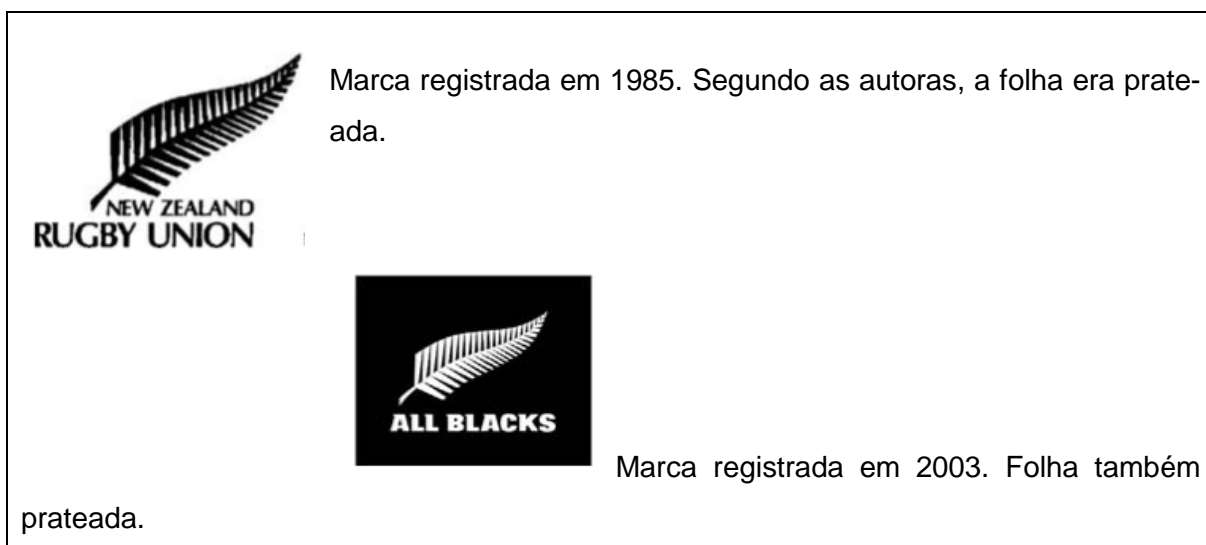 Marca registrada em 1985. Segundo as autoras, a folha era prate-
ada.
NEW ZEALAND
RUGBY UNION
ALL BLACKS
Marca registrada em 2003. Folha também
prateada.